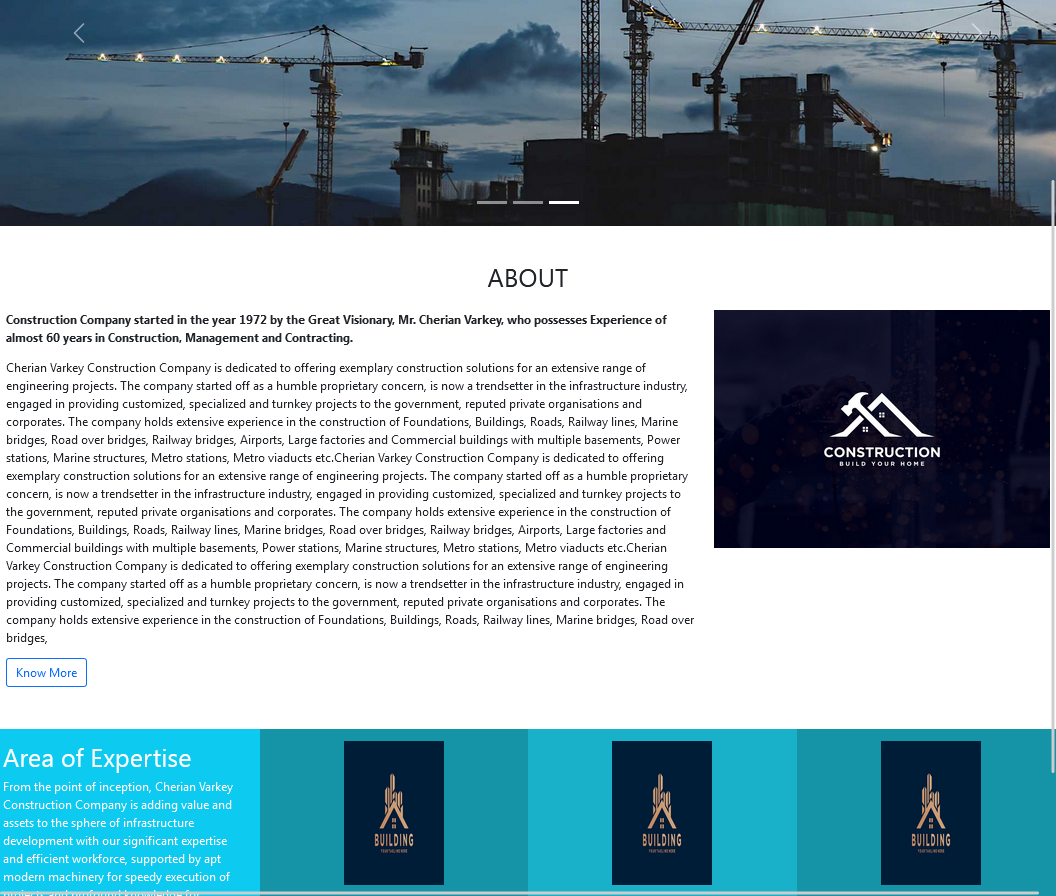 ABOUT
Construction Company started in the year 1972 by the Great Visionary, Mr. Cherian Varkey, who possesses Experience of
almost 60 years in Construction, Management and Contracting.
Cherian Varkey Construction Company is dedicated to offering exemplary construction solutions for an extensive range of
engineering projects. The company started off as a humble proprietary concern, is now a trendsetter in the infrastructure industry,
engaged in providing customized, specialized and turnkey projects to the government, reputed private organisations and
corporates. The company holds extensive experience in the construction of Foundations, Buildings, Roads, Railway lines, Marine
bridges, Road over bridges, Railway bridges, Airports, Large factories and Commercial buildings with multiple basements, Power
stations, Marine structures, Metro stations, Metro viaducts etc.Cherian Varkey Construction Company is dedicated to offering
exemplary construction solutions for an extensive range of engineering projects. The company started off as a humble proprietary
concern, is now a trendsetter in the infrastructure industry, engaged in providing customized, specialized and turnkey projects to
the government, reputed private organisations and corporates. The company holds extensive experience in the construction of
Foundations, Buildings, Roads, Railway lines, Marine bridges, Road over bridges, Railway bridges, Airports, Large factories and
Commercial buildings with multiple basements, Power stations, Marine structures, Metro stations, Metro viaducts etc.Cherian
Varkey Construction Company is dedicated to offering exemplary construction solutions for an extensive range of engineering
projects. The company started off as a humble proprietary concern, is now a trendsetter in the infrastructure industry, engaged in
providing customized, specialized and turnkey projects to the government, reputed private organisations and corporates. The
company holds extensive experience in the construction of Foundations, Buildings, Roads, Railway lines, Marine bridges, Road over
bridges,
Know More
CONSTRUCTION
BUILD YOUR HOME
Area of Expertise
From the point of inception, Cherian Varkey
Construction Company is adding value and
assets to the sphere of infrastructure
development with our significant expertise
and efficient workforce, supported by apt
modern machinery for speedy execution of
projects and profound knowledge for
BUILDING
BUILDING
BUILDING